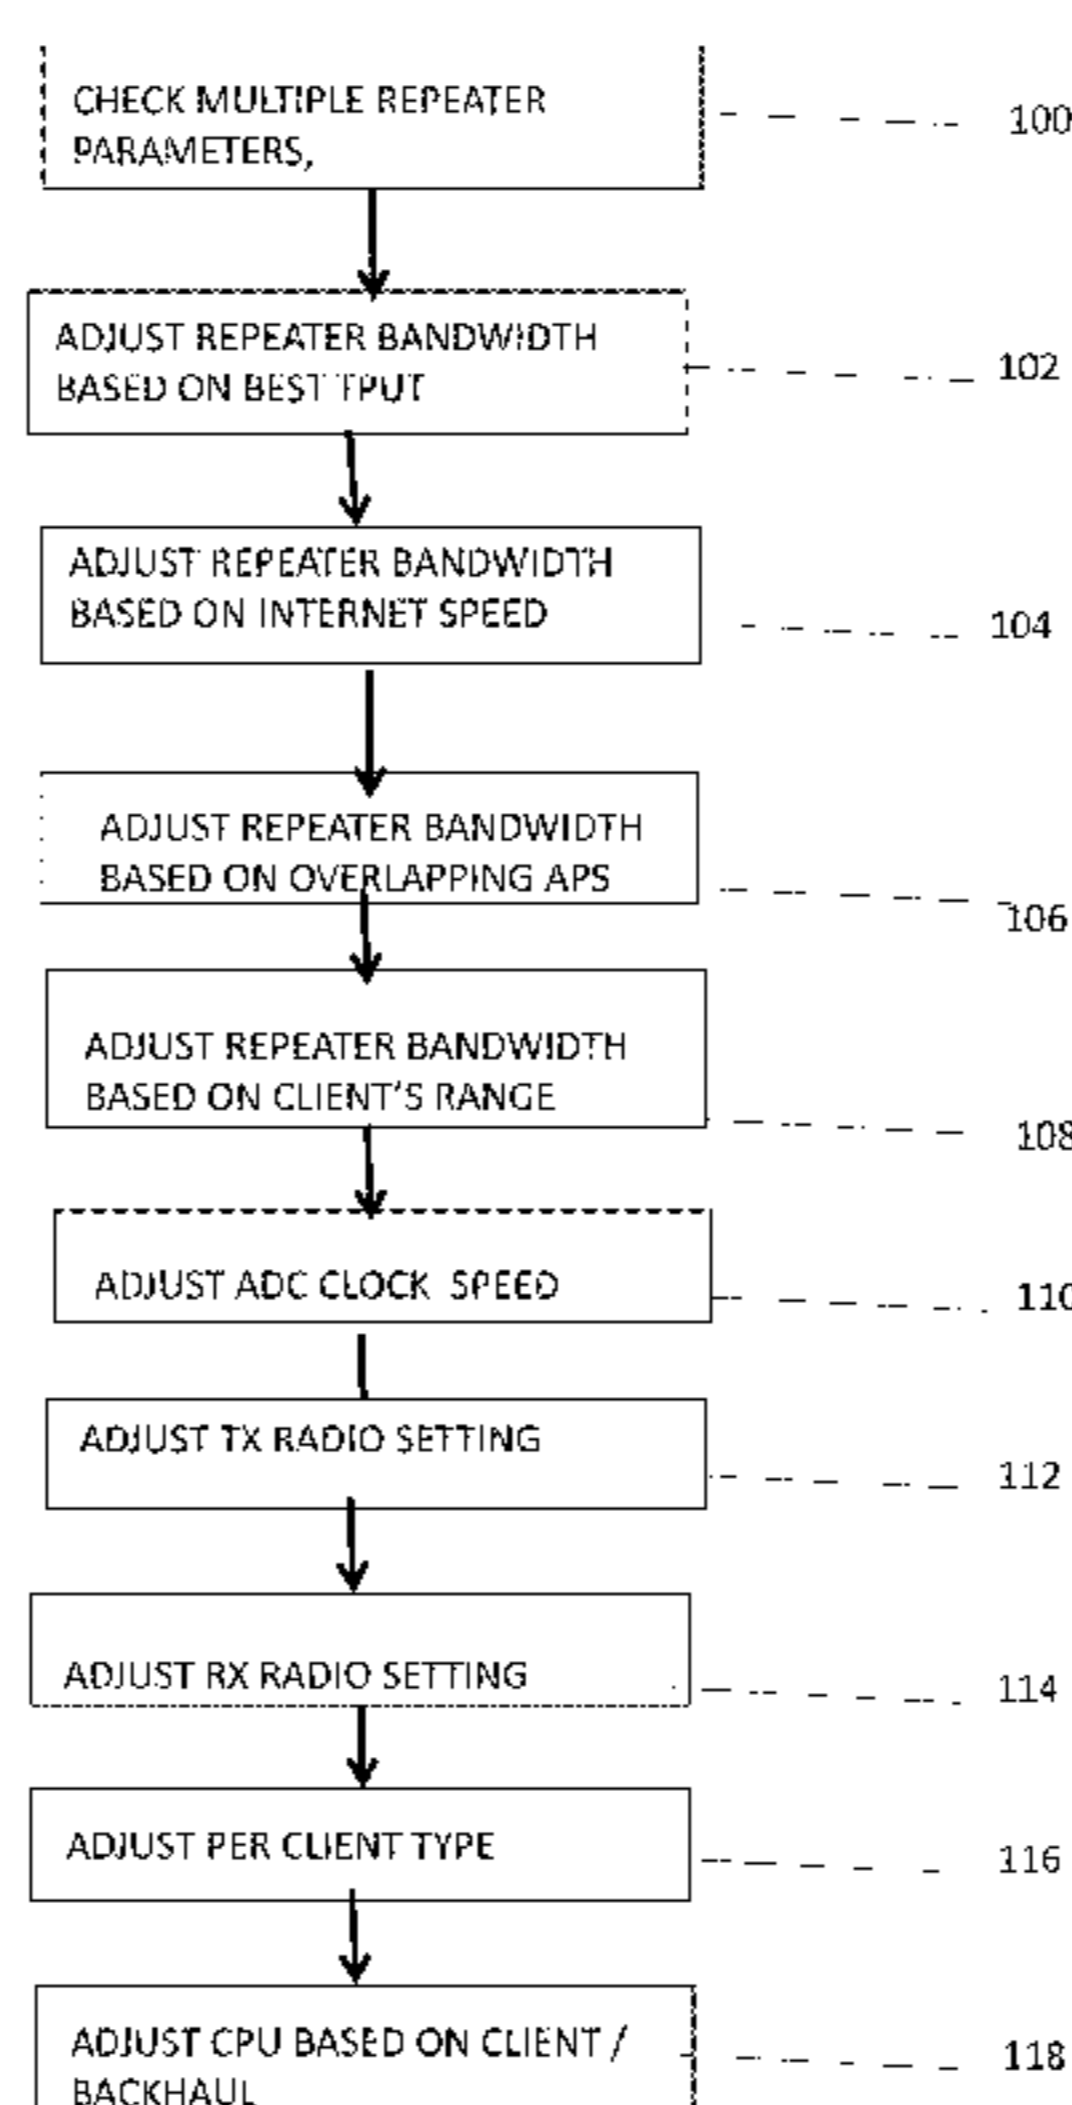 CHECK MULTIPLE REPEATER
PARAMETERS,
100
ADJUST REPEATER BANDWIDTH
BASED ON BEST TPUT
102
ADJUST REPEATER BANDWIDTH
BASED ON INTERNET SPEED
104
ADJUST REPEATER BANDWIDTH
BASED ON OVERLAPPING APS
106
ADJUST REPEATER BANDWIDTH
BASED ON CLIENT'S RANGE
108
ADJUST ADC CLOCK SPEED
110
ADJUST TX RADIO SETTING
112
ADJUST RX RADIO SETTING
114
ADJUST PER CLIENT TYPE
116
ADJUST CPU BASED ON CLIENT /
BACKHAUL
118